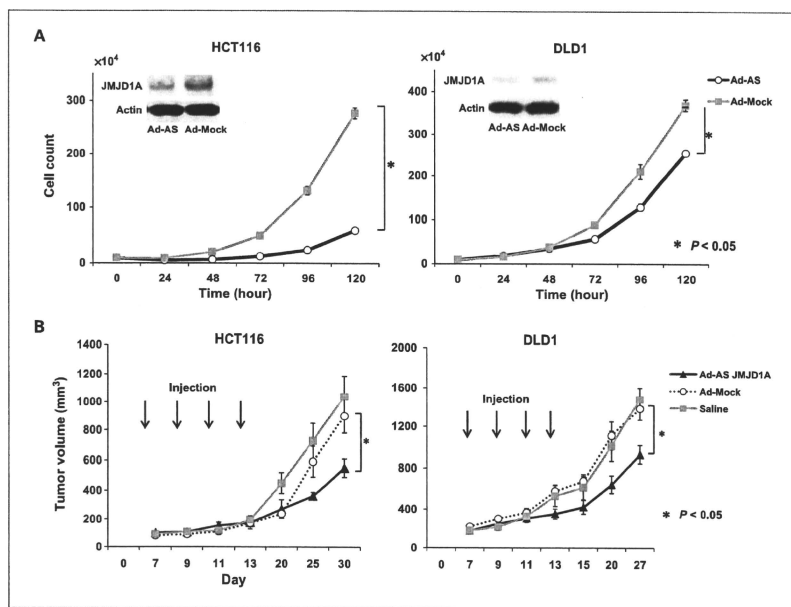 A
HCT116
×10⁴
JMJD1A
Actin
Ad-AS Ad-Mock
300
200
100
0
Cell count
*
0 24 48 72 96 120
Time (hour)
DLD1
×10⁴
JMJD1A
Actin
Ad-AS Ad-Mock
400
300
200
100
0
*
0 24 48 72 96 120
Time (hour)
Ad-AS
Ad-Mock
* P < 0.05
B
HCT116
1400
1200
1000
800
600
400
200
0
Tumor volume (mm³)
Injection
*
0 7 9 11 13 20 25 30
Day
DLD1
2000
1600
1200
800
400
0
Injection
*
0 7 9 11 13 15 20 27
Ad-AS JMJD1A
Ad-Mock
Saline
* P < 0.05